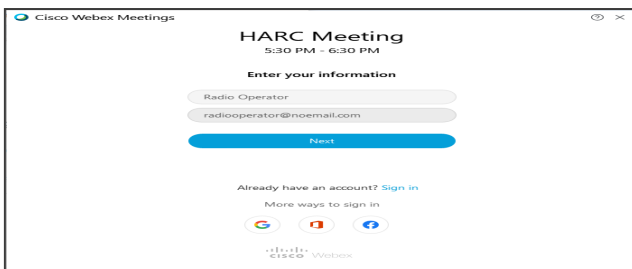 Cisco Webex Meetings
HARC Meeting
5:30 PM - 6:30 PM
Enter your information
Radio Operator
radiooperator@noemail.com
Next
Already have an account? Sign in
More ways to sign in
CISCO Webex